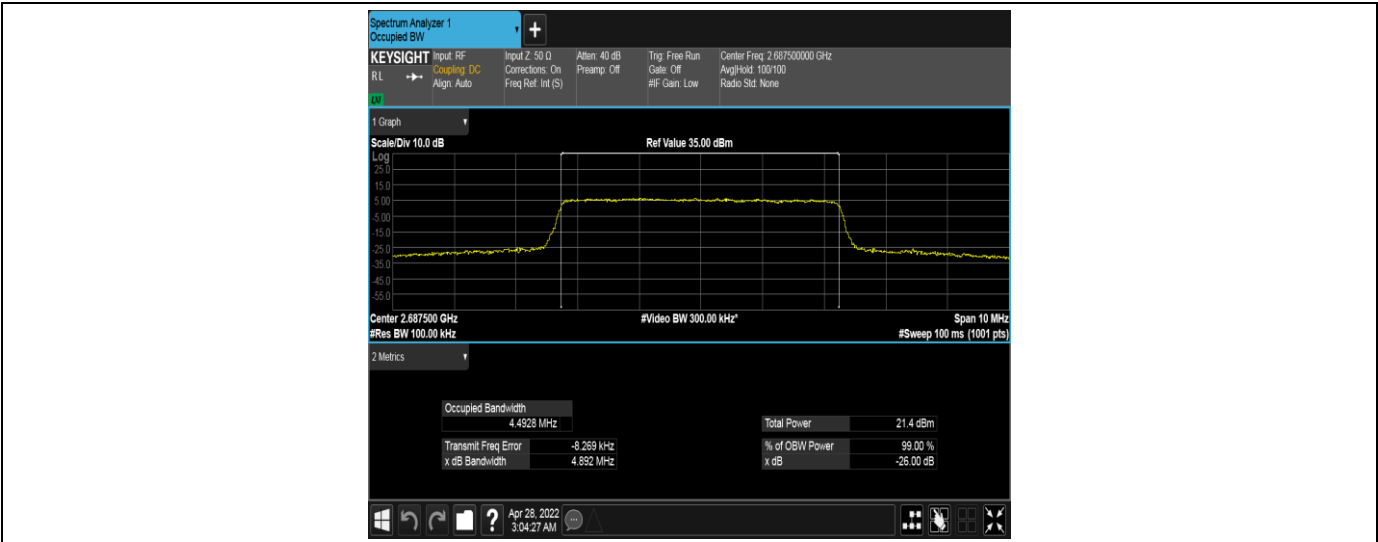 Spectrum Analyzer 1
Occupied BW
+
KEYSIGHT
RL
LXI
Input: RF
Coupling: DC
Align: Auto
Input Z: 50 Ω
Corrections: On
Freq Ref: Int (S)
Atten: 40 dB
Preamp: Off
Trig: Free Run
Gate: Off
#IF Gain: Low
Center Freq: 2.687500000 GHz
Avg|Hold: 100/100
Radio Std: None
1 Graph
Scale/Div 10.0 dB
Ref Value 35.00 dBm
Log
25.0
15.0
5.00
-5.00
-15.0
-25.0
-35.0
-45.0
-55.0
Center 2.687500 GHz
#Video BW 300.00 kHz*
Span 10 MHz
#Res BW 100.00 kHz
#Sweep 100 ms (1001 pts)
2 Metrics
Occupied Bandwidth
4.4928 MHz
Total Power 21.4 dBm
Transmit Freq Error -8.269 kHz
% of OBW Power 99.00 %
x dB Bandwidth 4.892 MHz
x dB -26.00 dB
?
Apr 28, 2022
3:04:27 AM